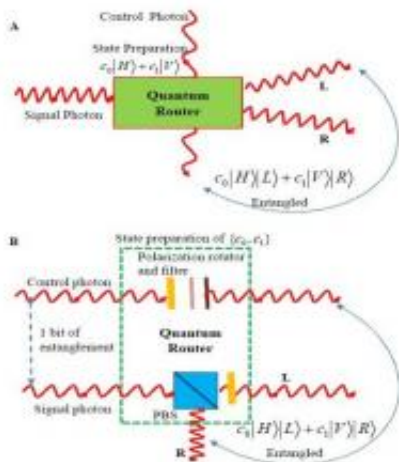 A
Control Photon
State Preparation
c₀|H⟩ + c₁|V⟩
Quantum
Router
Signal Photon
L
R
c₀|H⟩|L⟩ + c₁|V⟩|R⟩
Entangled
B
State preparation of {c₀, c₁}
Polarization rotator
and filter
Control photon
1 bit of
entanglement
Quantum
Router
L
Signal photon
PBS
R
c₀|H⟩|L⟩ + c₁|V⟩|R⟩
Entangled